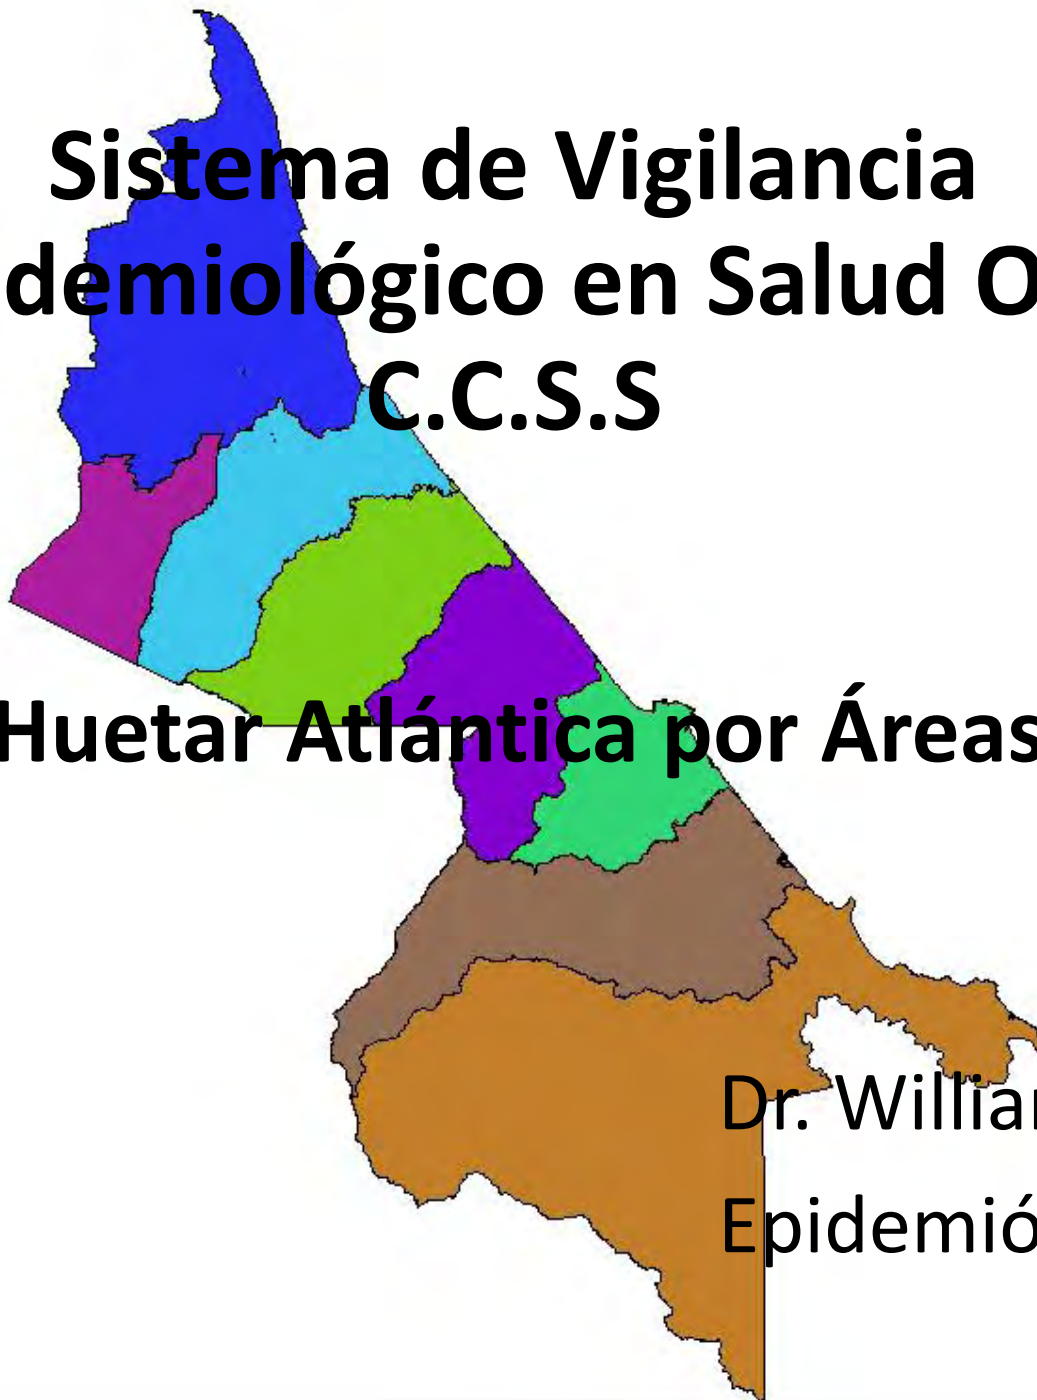 Sistema de Vigilancia
demiológico en Salud O
C.C.S.S
Huetar Atlántica por Áreas
Dr. Willia
Epidemió